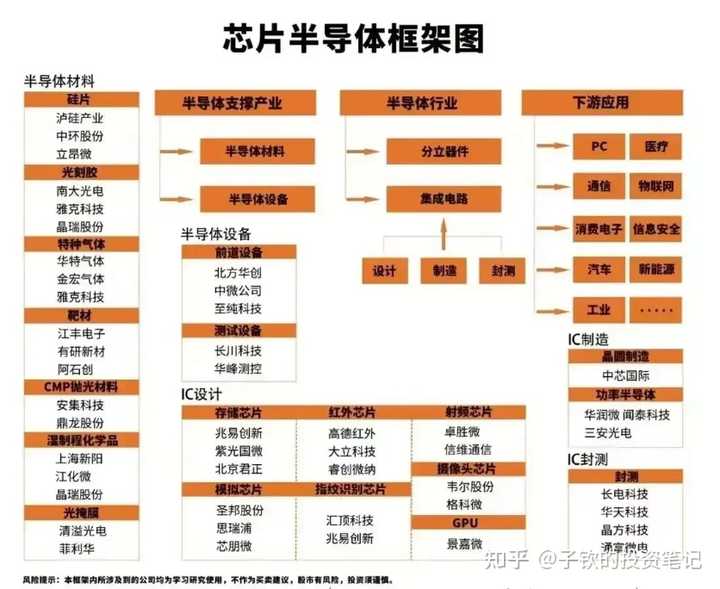 芯片半导体框架图
半导体材料
硅片
沪硅产业
中环股份
立昂微
光刻胶
南大光电
雅克科技
晶瑞股份
特种气体
华特气体
金宏气体
雅克科技
靶材
江丰电子
有研新材
阿石创
CMP抛光材料
安集科技
鼎龙股份
湿制程化学品
上海新阳
江化微
晶瑞股份
光掩膜
清溢光电
菲利华
半导体支撑产业
半导体材料
半导体设备
半导体设备
前道设备
北方华创
中微公司
至纯科技
测试设备
长川科技
华峰测控
半导体行业
分立器件
集成电路
设计 制造 封测
下游应用
PC 医疗
通信 物联网
消费电子 信息安全
汽车 新能源
工业 ·····
IC设计
存储芯片
兆易创新
紫光国微
北京君正
模拟芯片
圣邦股份
思瑞浦
芯朋微
红外芯片
高德红外
大立科技
睿创微纳
指纹识别芯片
汇顶科技
兆易创新
射频芯片
卓胜微
信维通信
摄像头芯片
韦尔股份
格科微
GPU
景嘉微
IC制造
晶圆制造
中芯国际
功率半导体
华润微 闻泰科技
三安光电
IC封测
封测
长电科技
华天科技
晶方科技
通富微电
知乎 @子钦的投资笔记
风险提示：本框架内所涉及到的公司均为学习研究使用，不作为买卖建议，股市有风险，投资须谨慎。